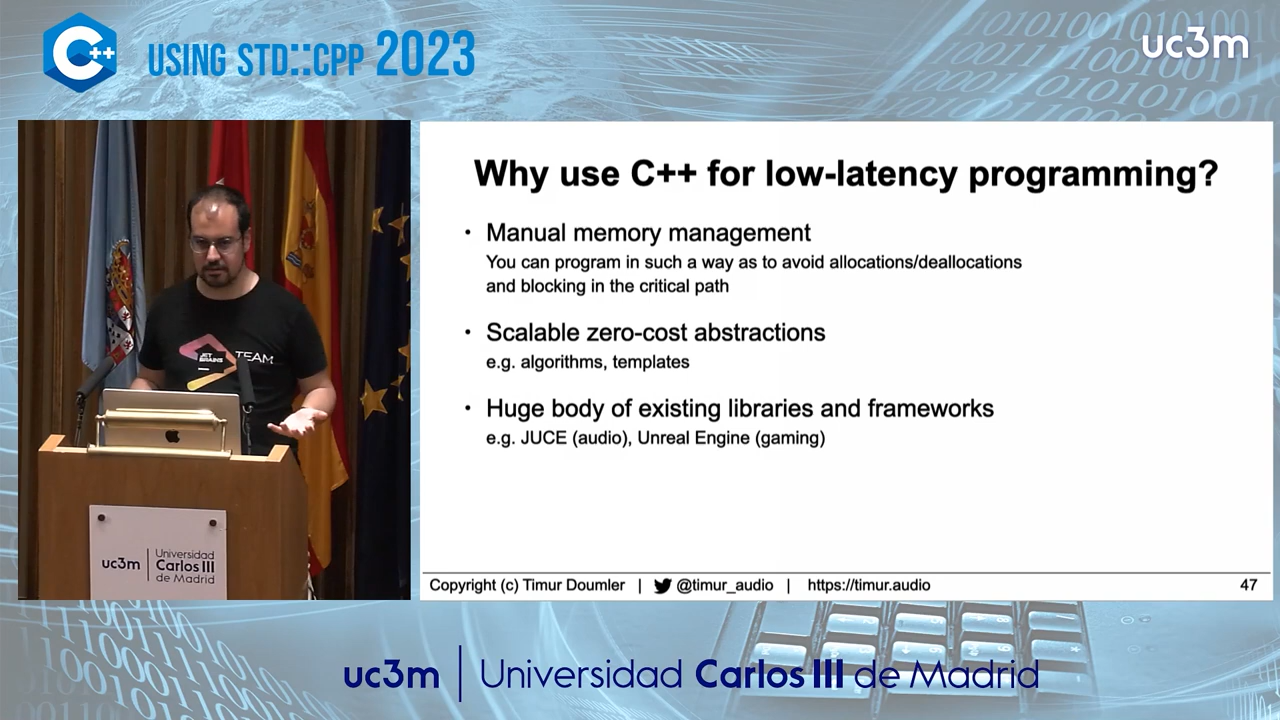 C++
USING STD::CPP 2023
uc3m
JET
BRAINS
TEAM
uc3m
Universidad
Carlos III
de Madrid
Why use C++ for low-latency programming?
• Manual memory management
You can program in such a way as to avoid allocations/deallocations
and blocking in the critical path
• Scalable zero-cost abstractions
e.g. algorithms, templates
• Huge body of existing libraries and frameworks
e.g. JUCE (audio), Unreal Engine (gaming)
Copyright (c) Timur Doumler | @timur_audio | https://timur.audio 47
uc3m | Universidad Carlos III de Madrid